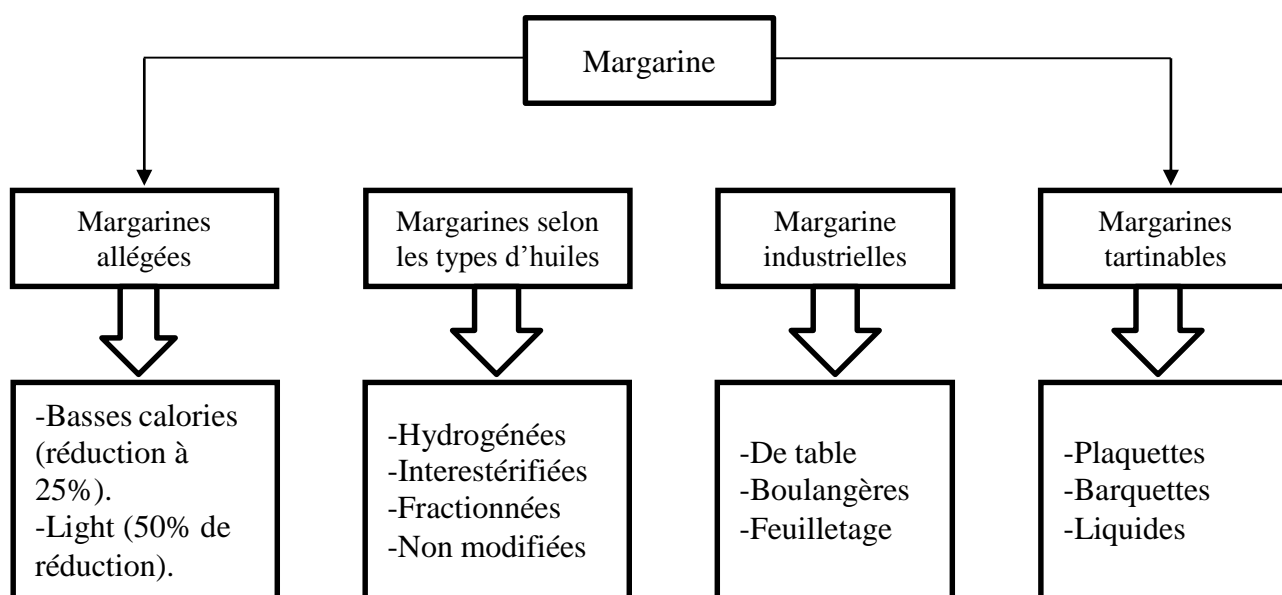 Margarine
Margarines
allégées
Margarines selon
les types d’huiles
Margarine
industrielles
Margarines
tartinables
-Basses calories
(réduction à
25%).
-Light (50% de
réduction).
-Hydrogénées
-Interestérifiées
-Fractionnées
-Non modifiées
-De table
-Boulangères
-Feuilletage
-Plaquettes
-Barquettes
-Liquides